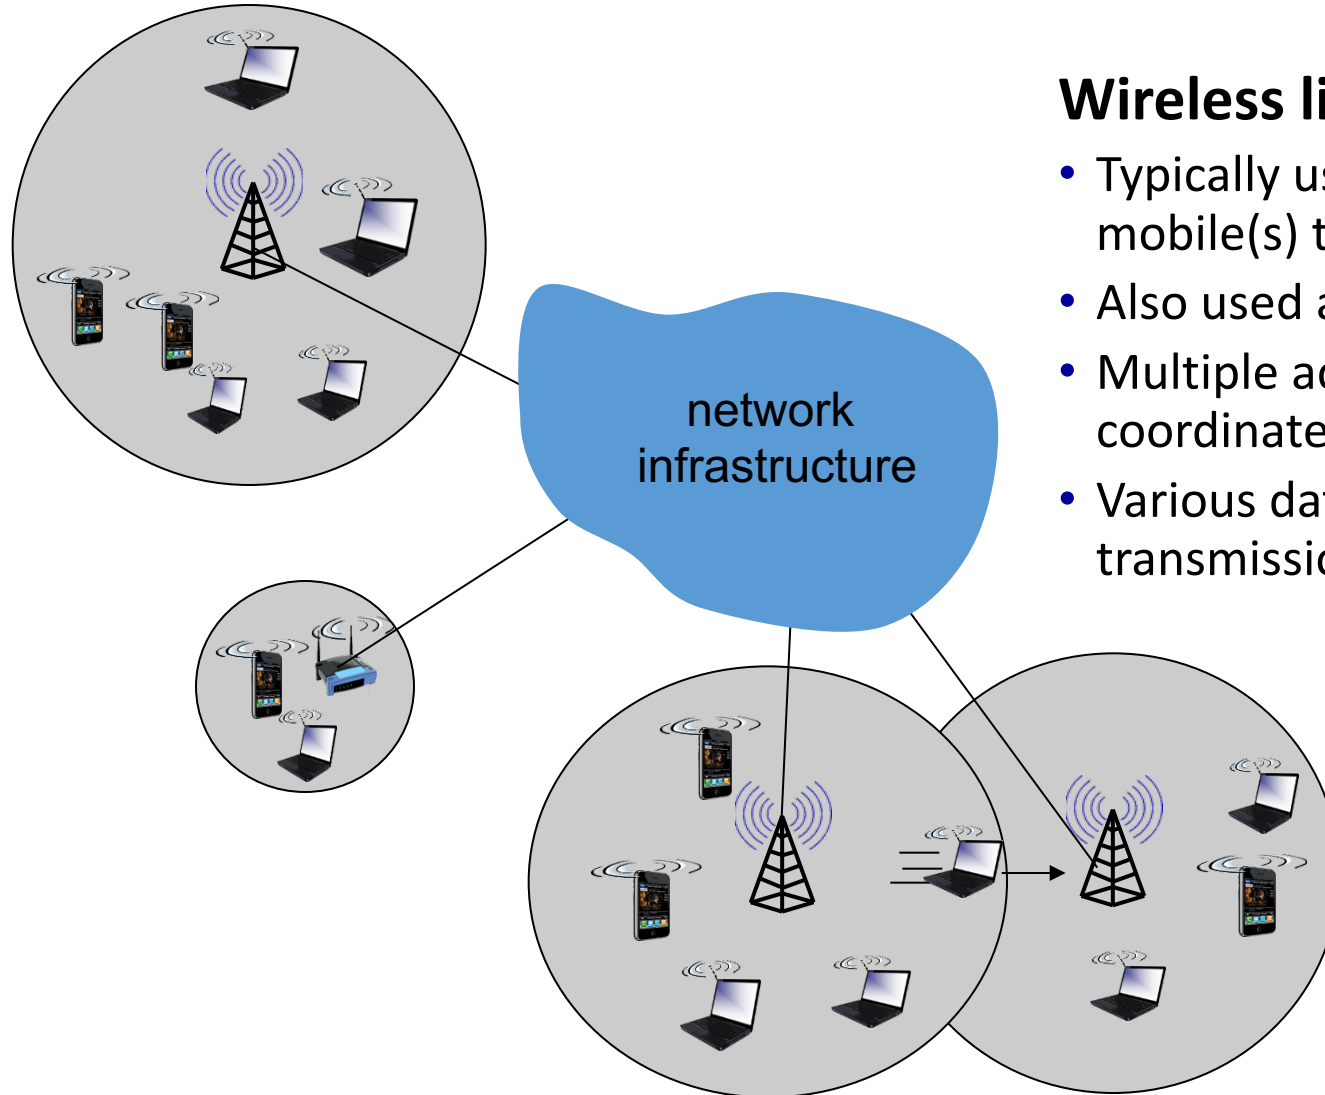 Wireless li
• Typically us
mobile(s) t
• Also used a
• Multiple ac
coordinate
• Various dat
transmissio
network
infrastructure